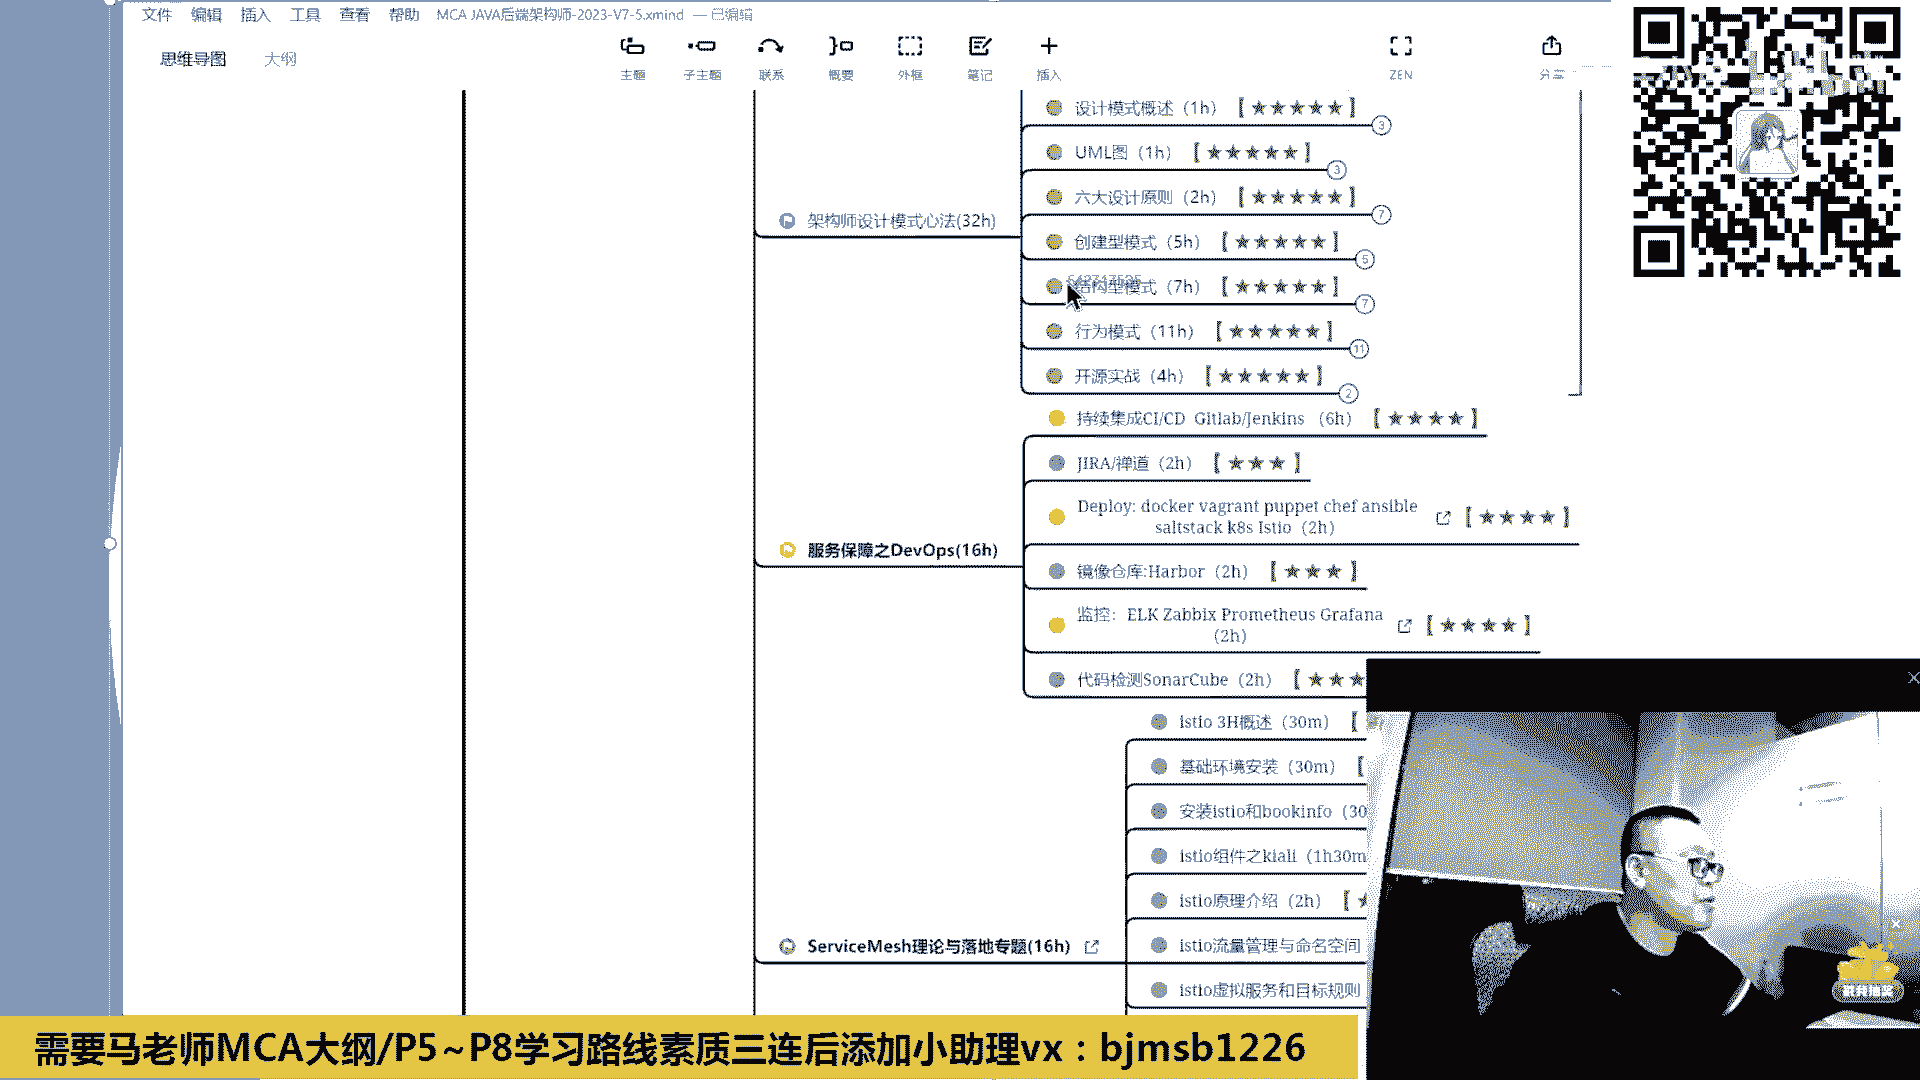 文件 编辑 插入 工具 查看 帮助 MCA JAVA后端架构师-2023-V7-5.xmind — 已编辑
思维导图 大纲
主题 子主题 联系 概要 外框 笔记 插入 ZEN 分享
设计模式概述（1h）【★★★★★】 3
UML图（1h）【★★★★★】 3
六大设计原则（2h）【★★★★★】 7
架构师设计模式心法(32h)
创建型模式（5h）【★★★★★】 5
结构型模式（7h）【★★★★★】 7
行为模式（11h）【★★★★★】 11
开源实战（4h）【★★★★★】 2
持续集成CI/CD Gitlab/Jenkins （6h）【★★★★】
JIRA/禅道（2h）【★★★】
Deploy: docker vagrant puppet chef ansible
saltstack k8s Istio（2h） 【★★★★】
服务保障之DevOps(16h)
镜像仓库:Harbor（2h）【★★★】
监控：ELK Zabbix Prometheus Grafana
（2h） 【★★★★】
代码检测SonarCube（2h）【★★★
istio 3H概述（30m）【
基础环境安装（30m）【
安装istio和bookinfo（30
istio组件之kiali（1h30m
istio原理介绍（2h）【★
ServiceMesh理论与落地专题(16h)
istio流量管理与命名空间
istio虚拟服务和目标规则
需要马老师MCA大纲/P5~P8学习路线素质三连后添加小助理vx：bjmsb1226